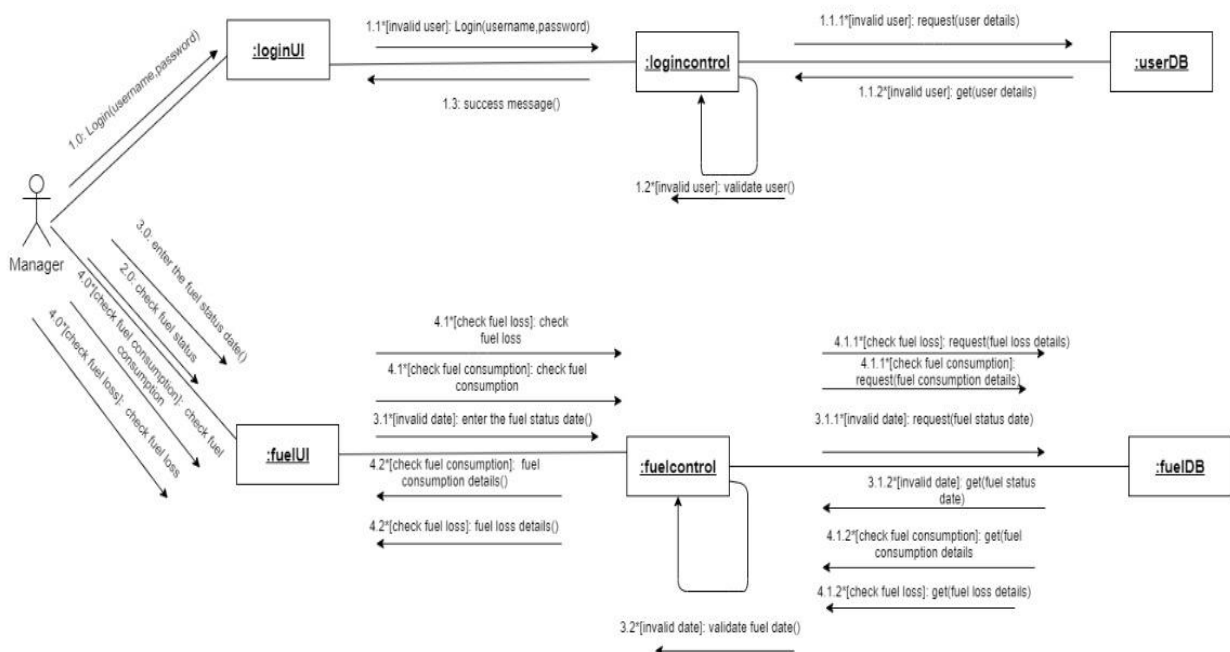 1.1*[invalid user]: Login(username,password)
1.1.1*[invalid user]: request(user details)
:loginUI
:logincontrol
:userDB
1.3: success message()
1.1.2*[invalid user]: get(user details)
1.0: Login(username,password)
1.2*[invalid user]: validate user()
Manager
3.0: enter the fuel status date()
2.0: check fuel status
4.0*[check fuel consumption]: check fuel
consumption
4.0*[check fuel loss]: check fuel loss
4.1*[check fuel loss]: check
fuel loss
4.1.1*[check fuel loss]: request(fuel loss details)
4.1*[check fuel consumption]: check fuel
consumption
4.1.1*[check fuel consumption]:
request(fuel consumption details)
3.1*[invalid date]: enter the fuel status date()
3.1.1*[invalid date]: request(fuel status date)
:fuelUI
:fuelcontrol
:fuelDB
4.2*[check fuel consumption]: fuel
consumption details()
3.1.2*[invalid date]: get(fuel status
date)
4.2*[check fuel loss]: fuel loss details()
4.1.2*[check fuel consumption]: get(fuel
consumption details
4.1.2*[check fuel loss]: get(fuel loss details)
3.2*[invalid date]: validate fuel date()